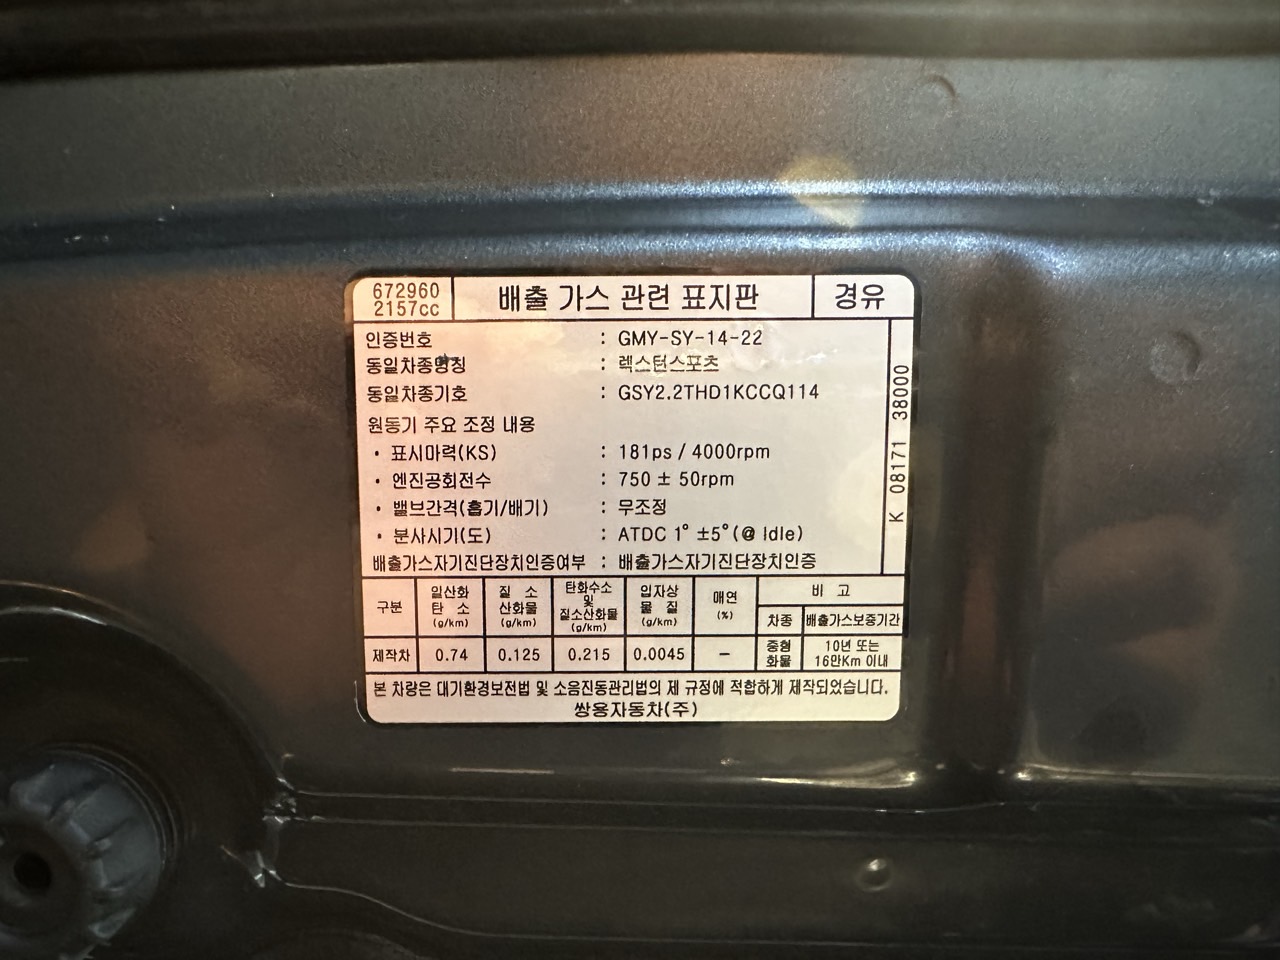 672960
2157cc
배출 가스 관련 표지판
경유
인증번호 : GMY-SY-14-22
동일차종명칭 : 렉스턴스포츠
동일차종기호 : GSY2.2THD1KCCQ114
원동기 주요 조정 내용
· 표시마력(KS) : 181ps / 4000rpm
· 엔진공회전수 : 750 ± 50rpm
· 밸브간격(흡기/배기) : 무조정
· 분사시기(도) : ATDC 1° ±5°(@ Idle)
배출가스자기진단장치인증여부 : 배출가스자기진단장치인증
K 08171 38000
구분
일산화
탄 소
(g/km)
질 소
산화물
(g/km)
탄화수소
및
질소산화물
(g/km)
입자상
물 질
(g/km)
매연
(%)
비 고
차종
배출가스보증기간
제작차
0.74
0.125
0.215
0.0045
–
중형
화물
10년 또는
16만Km 이내
본 차량은 대기환경보전법 및 소음진동관리법의 제 규정에 적합하게 제작되었습니다.
쌍용자동차(주)